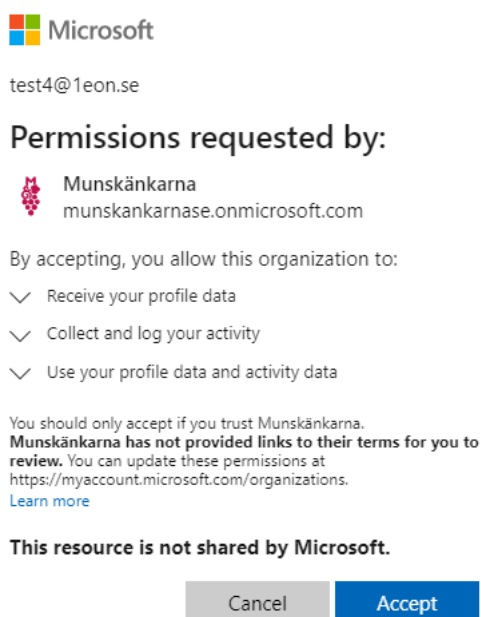 Microsoft
test4@1eon.se
Permissions requested by:
Munskänkarna
munskankarnase.onmicrosoft.com
By accepting, you allow this organization to:
Receive your profile data
Collect and log your activity
Use your profile data and activity data
You should only accept if you trust Munskänkarna.
Munskänkarna has not provided links to their terms for you to
review. You can update these permissions at
https://myaccount.microsoft.com/organizations.
Learn more
This resource is not shared by Microsoft.
Cancel
Accept